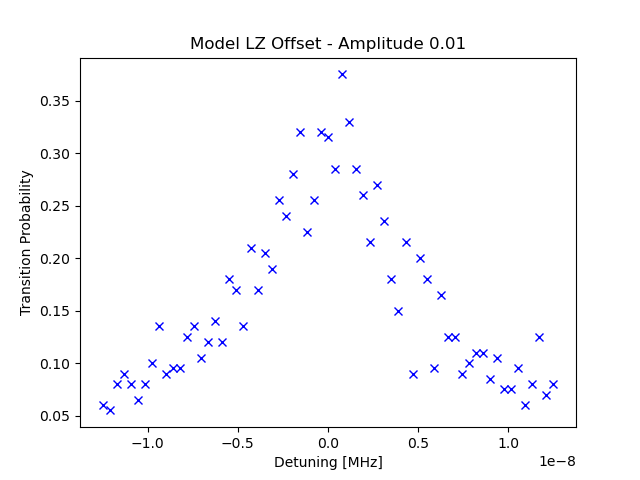 Model LZ Offset - Amplitude 0.01
0.35
0.30
0.25
0.20
0.15
0.10
0.05
Transition Probability
−1.0 −0.5 0.0 0.5 1.0
1e−8
Detuning [MHz]